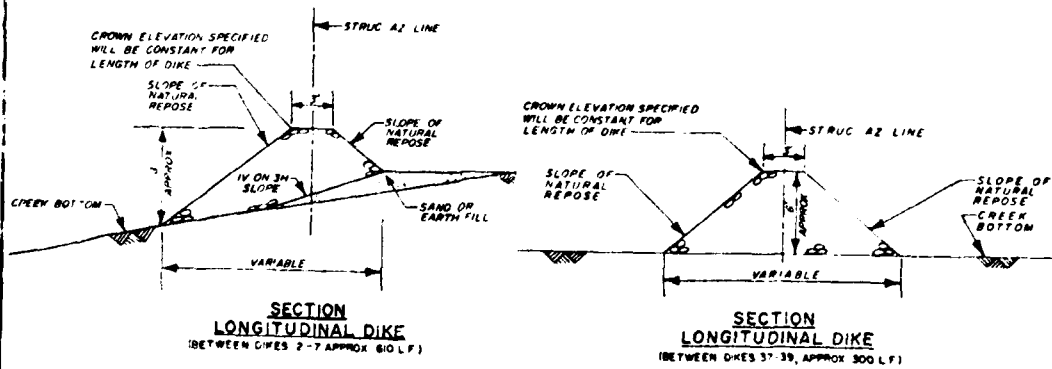 STRUC AZ LINE
CROWN ELEVATION SPECIFIED
WILL BE CONSTANT FOR
LENGTH OF DIKE
SLOPE OF
NATURAL
REPOSE
SLOPE OF
NATURAL
REPOSE
APPROX
1V ON 3H
SLOPE
CREEK BOTTOM
SAND OR
EARTH FILL
VARIABLE
SECTION
LONGITUDINAL DIKE
(BETWEEN DIKES 2-7 APPROX 610 L F)
CROWN ELEVATION SPECIFIED
WILL BE CONSTANT FOR
LENGTH OF DIKE
STRUC AZ LINE
SLOPE OF
NATURAL
REPOSE
6'
APPROX
SLOPE OF
NATURAL
REPOSE
CREEK
BOTTOM
VARIABLE
SECTION
LONGITUDINAL DIKE
(BETWEEN DIKES 37-39, APPROX 300 L F)